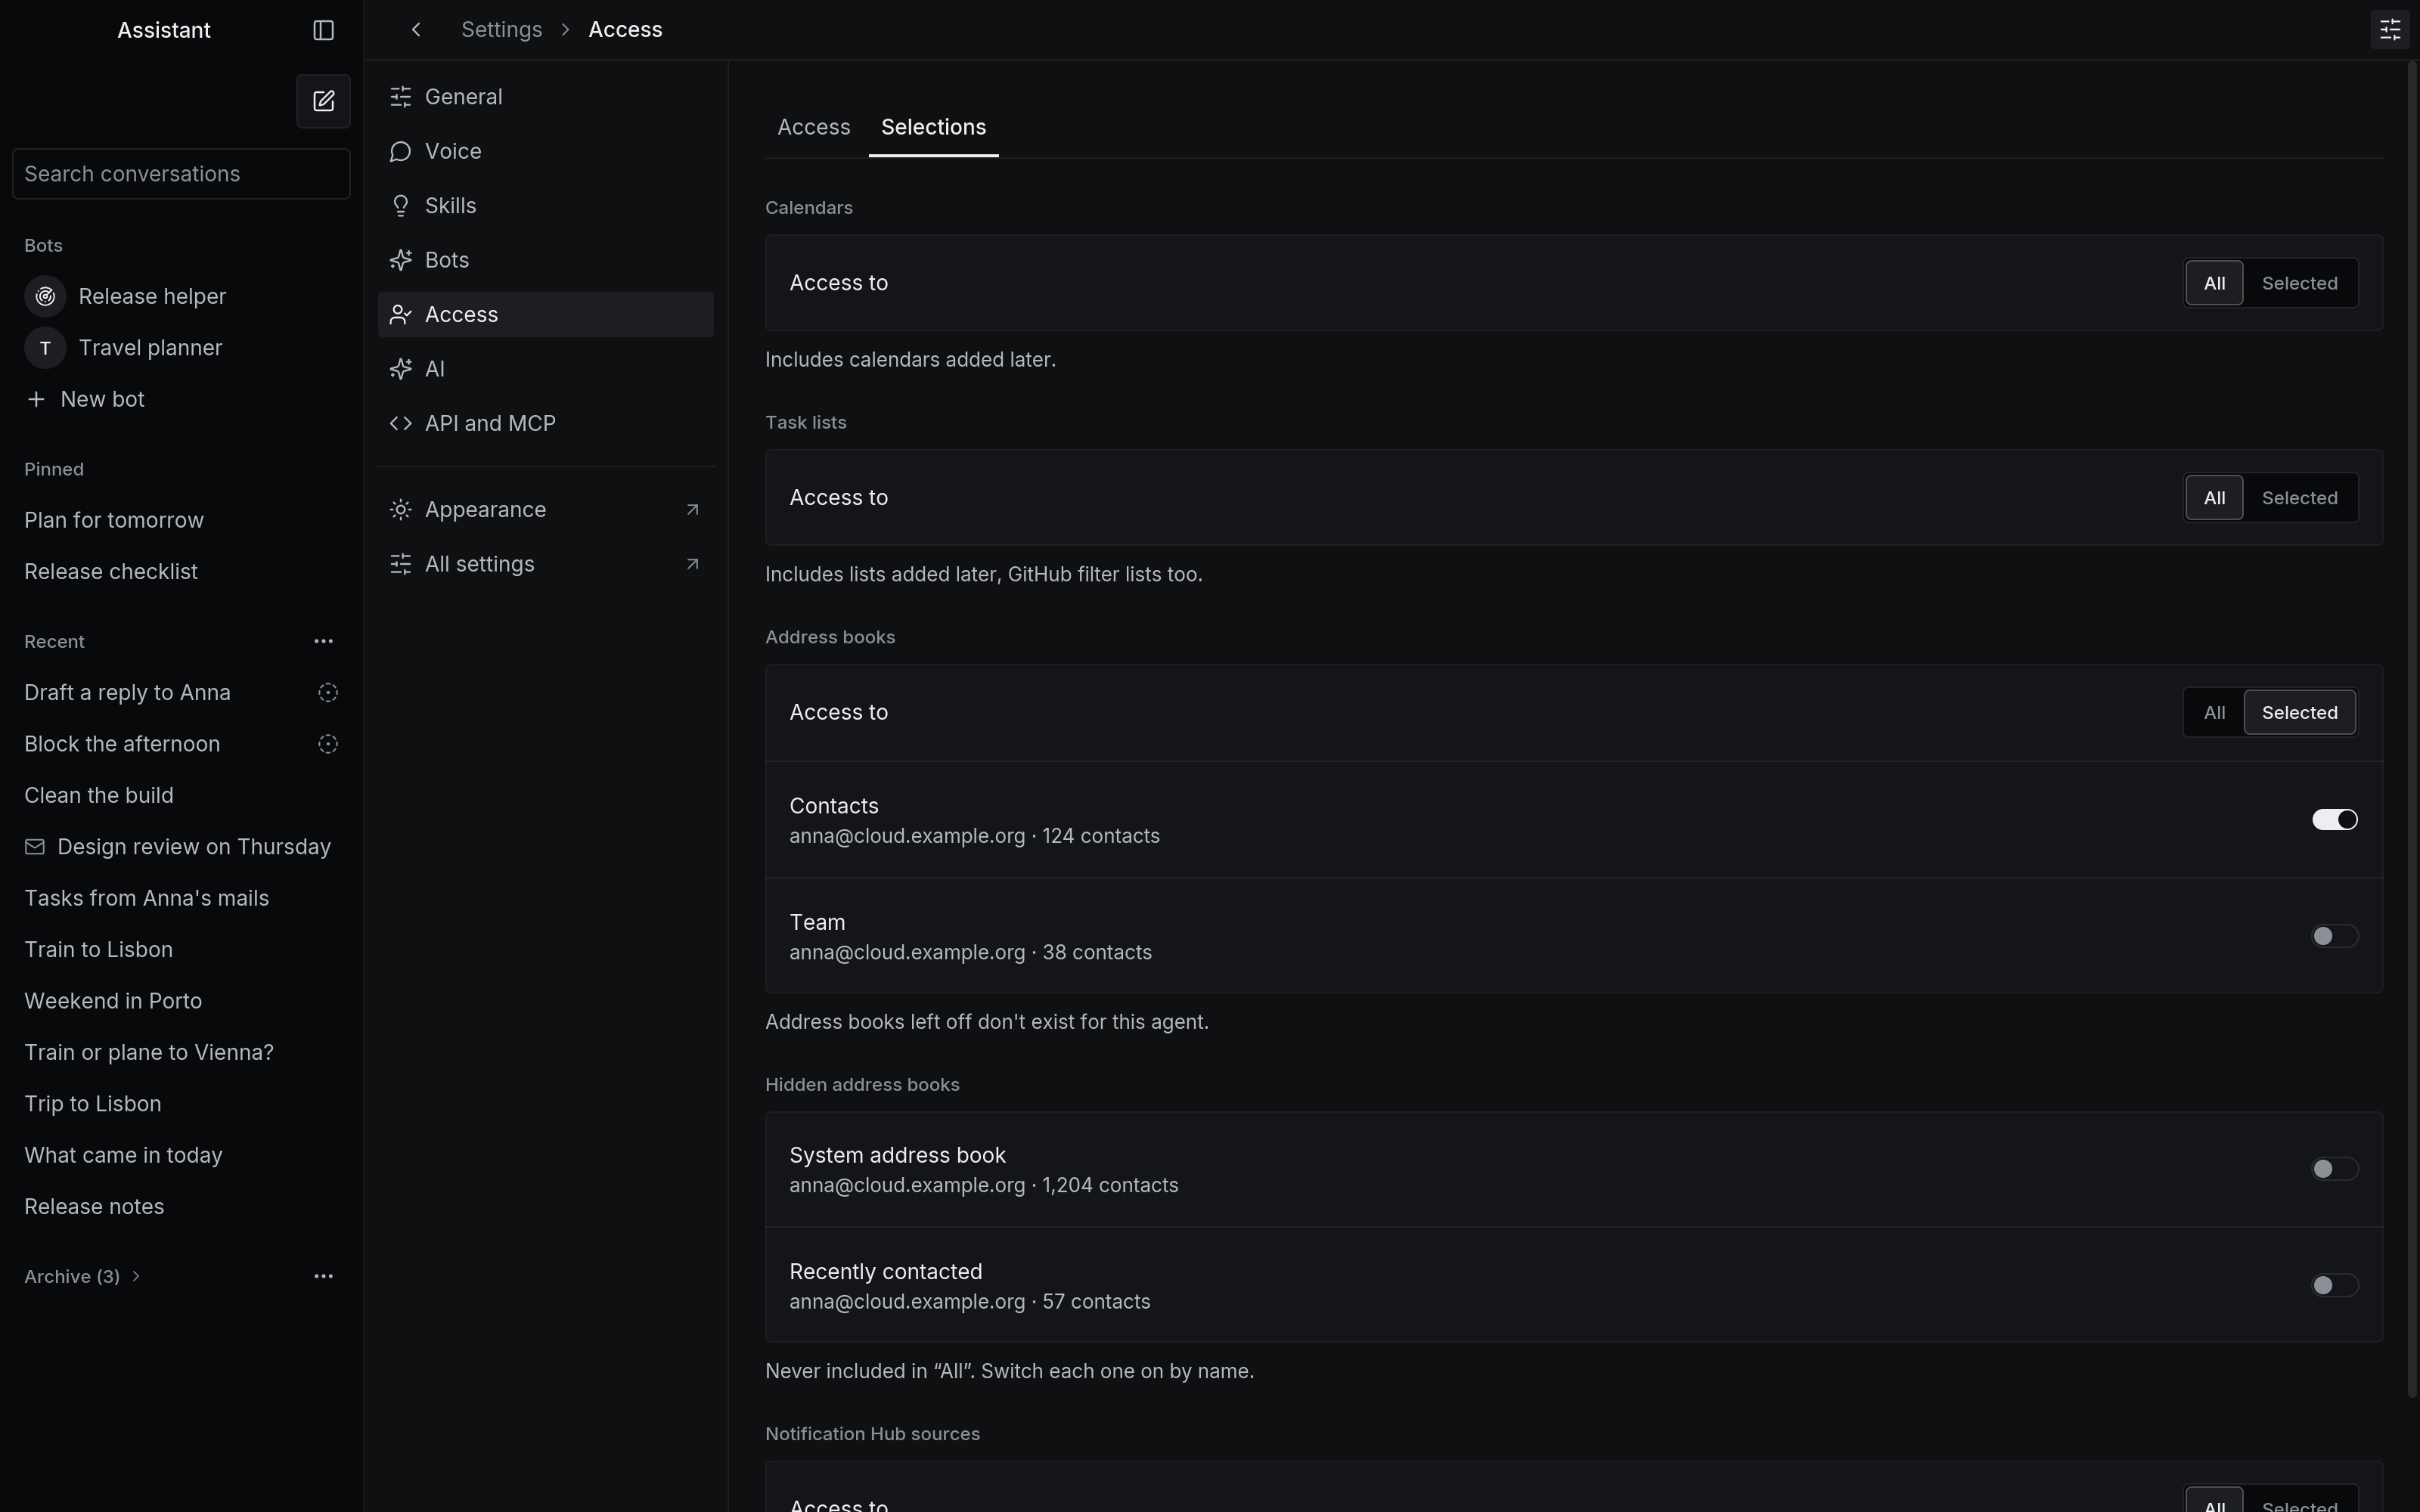 Assistant
Search conversations
Bots
Release helper
T
Travel planner
New bot
Pinned
Plan for tomorrow
Release checklist
Recent
Draft a reply to Anna
Block the afternoon
Clean the build
Design review on Thursday
Tasks from Anna's mails
Train to Lisbon
Weekend in Porto
Train or plane to Vienna?
Trip to Lisbon
What came in today
Release notes
Archive (3)
Settings
Access
General
Voice
Skills
Bots
Access
AI
API and MCP
Appearance
All settings
Access
Selections
Calendars
Access to
All
Selected
Includes calendars added later.
Task lists
Access to
All
Selected
Includes lists added later, GitHub filter lists too.
Address books
Access to
All
Selected
Contacts
anna@cloud.example.org · 124 contacts
Team
anna@cloud.example.org · 38 contacts
Address books left off don't exist for this agent.
Hidden address books
System address book
anna@cloud.example.org · 1,204 contacts
Recently contacted
anna@cloud.example.org · 57 contacts
Never included in “All”. Switch each one on by name.
Notification Hub sources
Access to
All
Selected